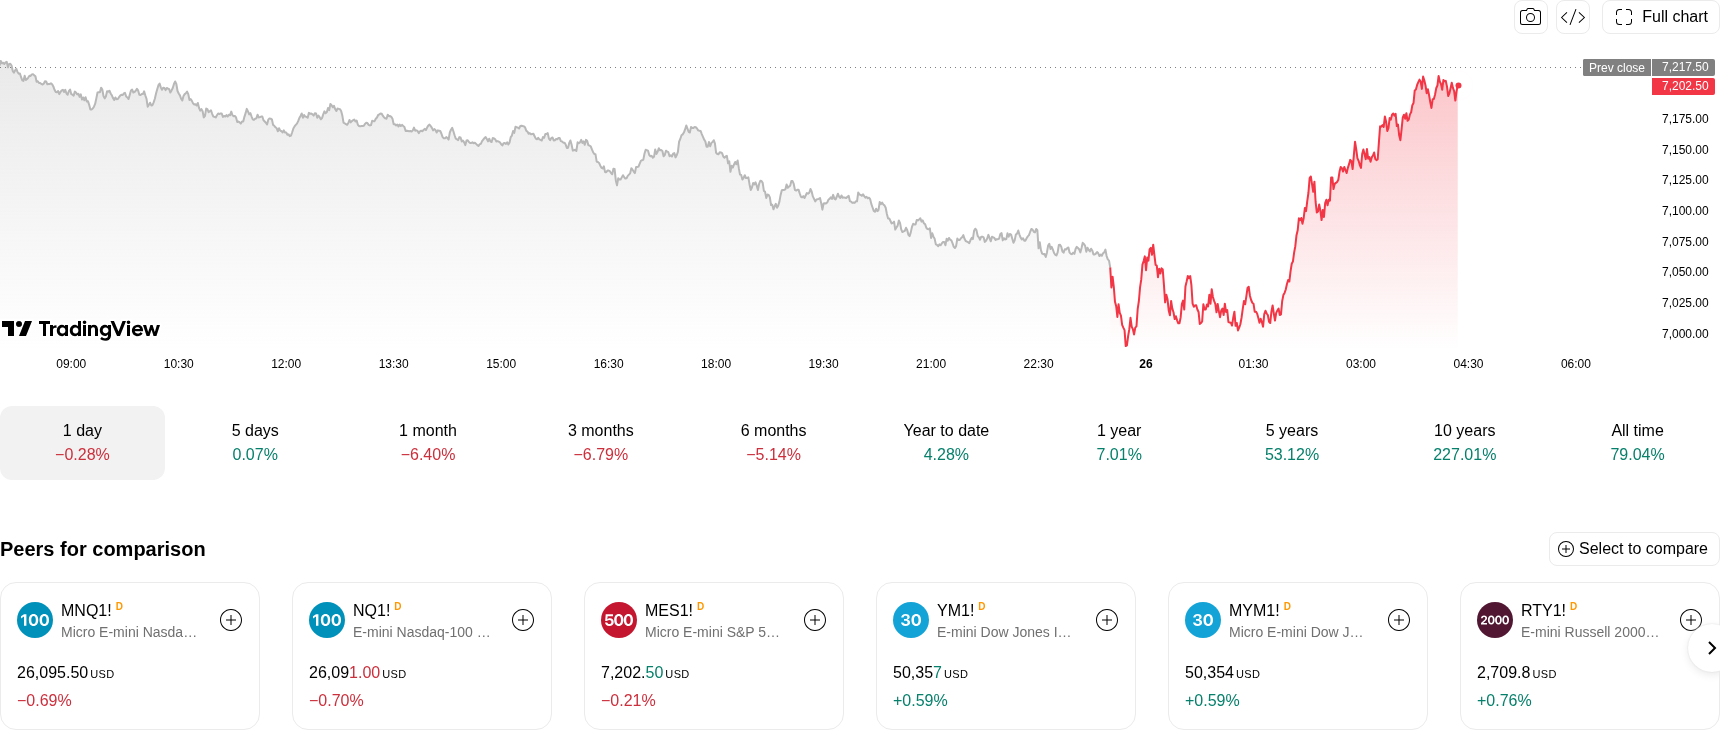 </> Full chart
Prev close 7,217.50
7,202.50
7,175.00
7,150.00
7,125.00
7,100.00
7,075.00
7,050.00
7,025.00
7,000.00
TradingView
09:00 10:30 12:00 13:30 15:00 16:30 18:00 19:30 21:00 22:30 26 01:30 03:00 04:30 06:00
1 day 5 days 1 month 3 months 6 months Year to date 1 year 5 years 10 years All time
−0.28% 0.07% −6.40% −6.79% −5.14% 4.28% 7.01% 53.12% 227.01% 79.04%
Peers for comparison Select to compare
100 MNQ1! D
Micro E-mini Nasda…
26,095.50 USD
−0.69%
100 NQ1! D
E-mini Nasdaq-100 …
26,091.00 USD
−0.70%
500 MES1! D
Micro E-mini S&P 5…
7,202.50 USD
−0.21%
30 YM1! D
E-mini Dow Jones I…
50,357 USD
+0.59%
30 MYM1! D
Micro E-mini Dow J…
50,354 USD
+0.59%
2000 RTY1! D
E-mini Russell 2000…
2,709.8 USD
+0.76%